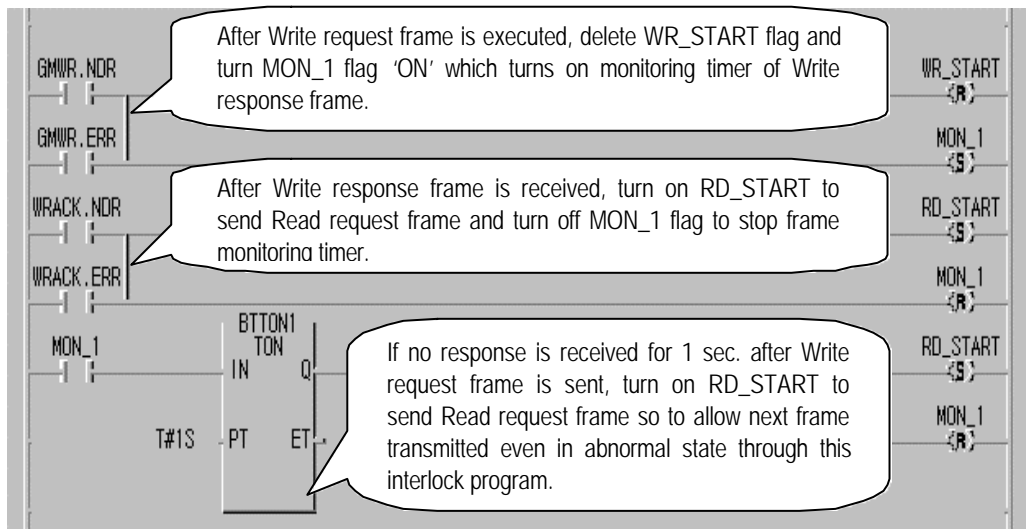 After Write request frame is executed, delete WR_START flag and
turn MON_1 flag ‘ON’ which turns on monitoring timer of Write
response frame.
GMWR.NDR
WR_START
(R)
GMWR.ERR
MON_1
(S)
After Write response frame is received, turn on RD_START to
send Read request frame and turn off MON_1 flag to stop frame
monitoring timer.
WRACK.NDR
RD_START
(S)
WRACK.ERR
MON_1
(R)
BTTON1
TON
MON_1
IN Q
RD_START
(S)
If no response is received for 1 sec. after Write
request frame is sent, turn on RD_START to
send Read request frame so to allow next frame
transmitted even in abnormal state through this
interlock program.
T#1S PT ET
MON_1
(R)